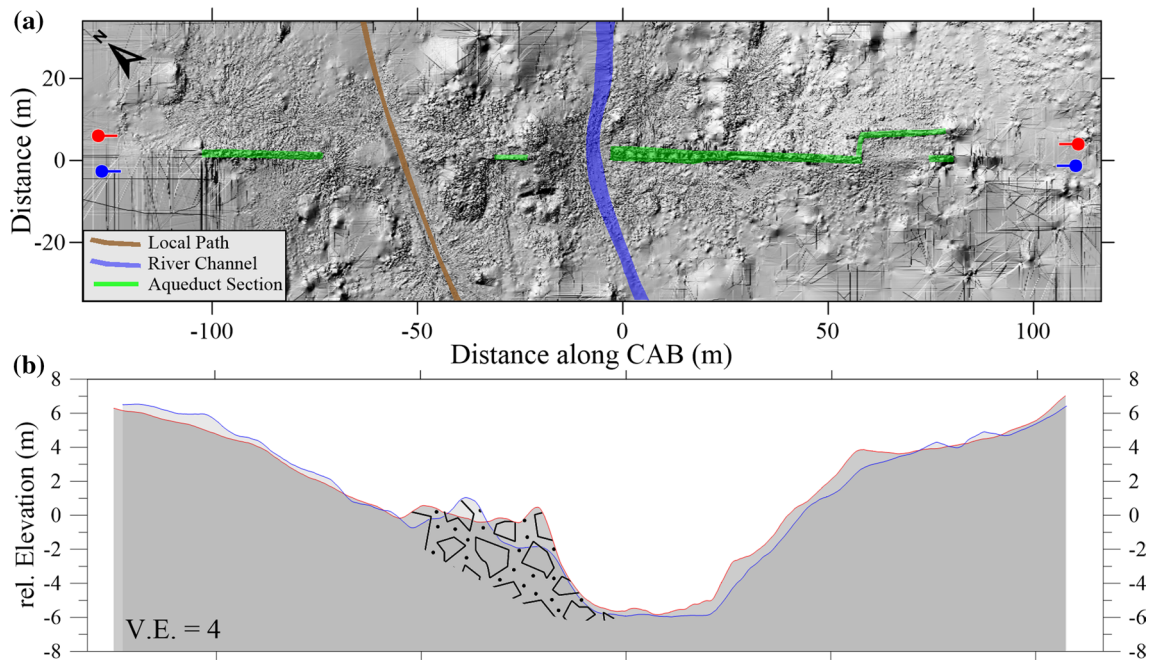 (a)
N
Distance (m)
20
0
-20
Local Path
River Channel
Aqueduct Section
-100 -50 0 50 100
Distance along CAB (m)
(b)
rel. Elevation (m)
8 8
6 6
4 4
2 2
0 0
-2 -2
-4 -4
-6 -6
-8 -8
V.E. = 4